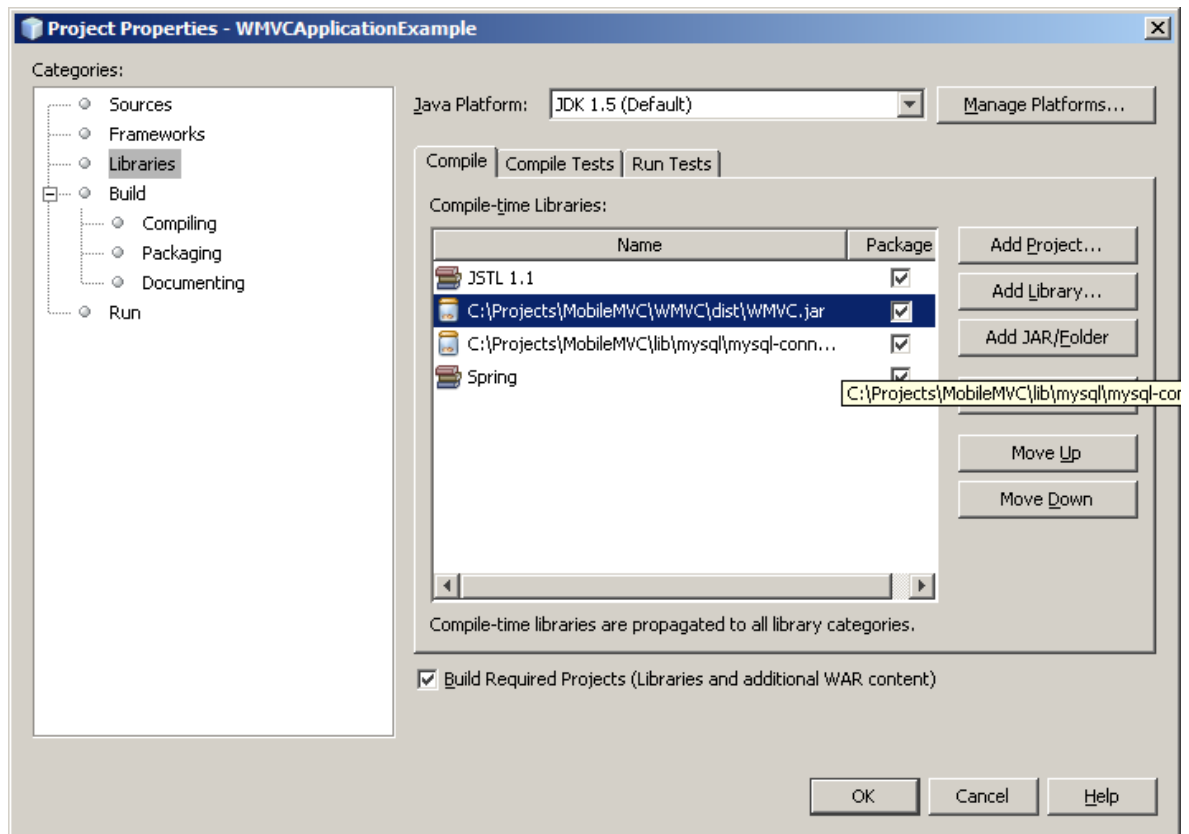 Project Properties - WMVCApplicationExample
Categories:
Sources
Frameworks
Libraries
Build
Compiling
Packaging
Documenting
Run
Java Platform: JDK 1.5 (Default) Manage Platforms...
Compile Compile Tests Run Tests
Compile-time Libraries:
Name Package
JSTL 1.1
C:\Projects\MobileMVC\WMVC\dist\WMVC.jar
C:\Projects\MobileMVC\lib\mysql\mysql-conn...
Spring
C:\Projects\MobileMVC\lib\mysql\mysql-cor
Add Project...
Add Library...
Add JAR/Folder
Move Up
Move Down
Compile-time libraries are propagated to all library categories.
Build Required Projects (Libraries and additional WAR content)
OK Cancel Help